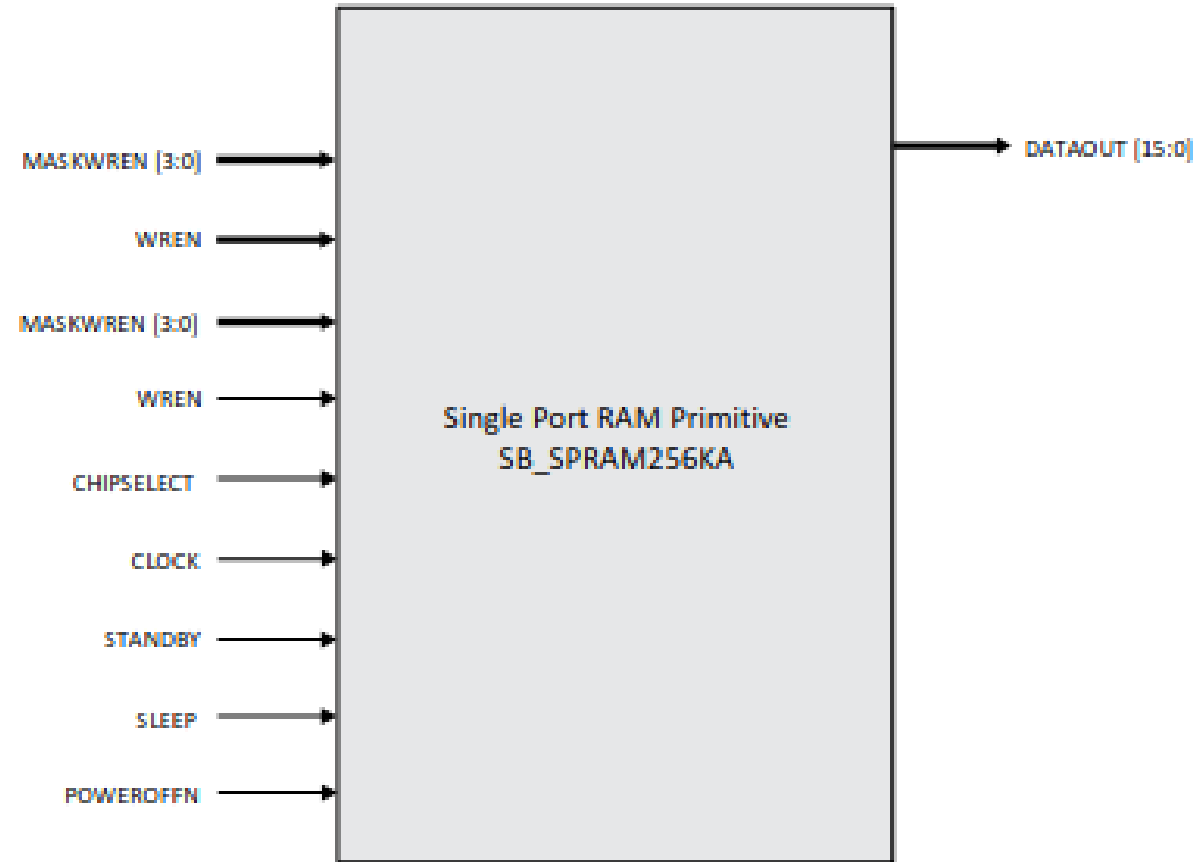 MASKWREN [3:0]
DATAOUT [15:0]
WREN
MASKWREN [3:0]
WREN
Single Port RAM Primitive
SB_SPRAM256KA
CHIPSELECT
CLOCK
STANDBY
SLEEP
POWEROFFN